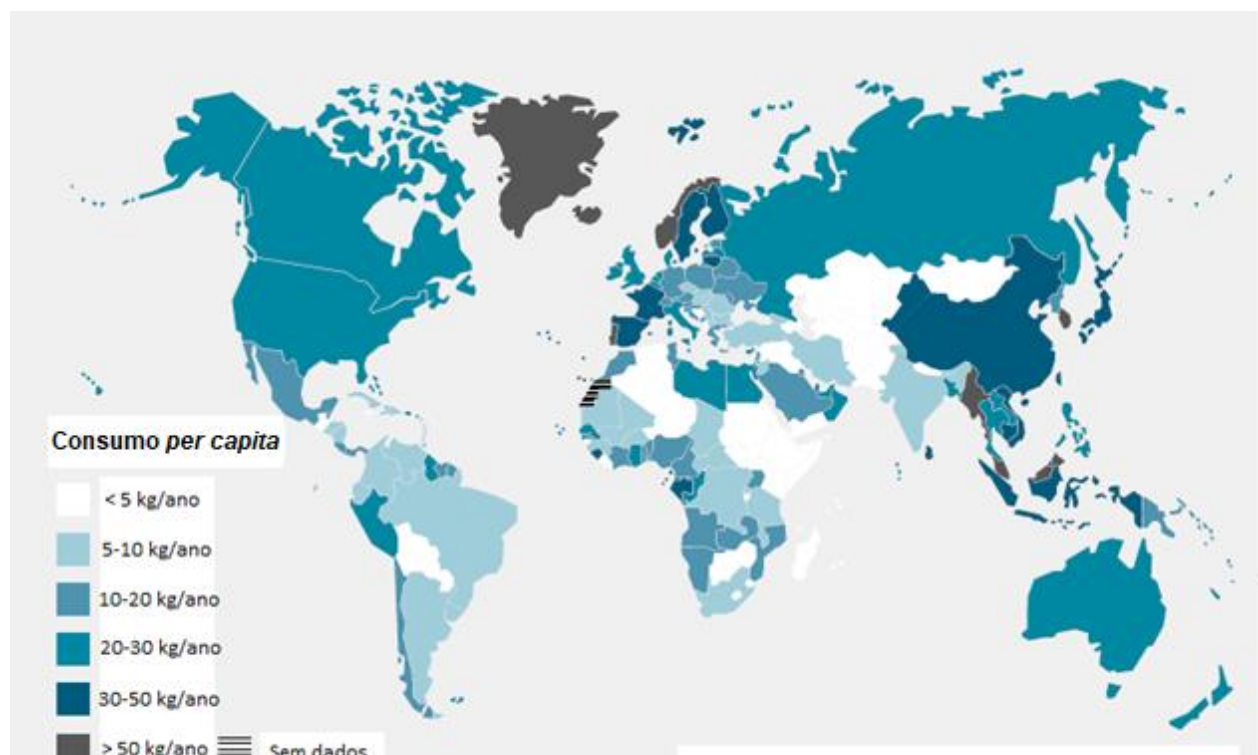 Consumo per capita
< 5 kg/ano
5-10 kg/ano
10-20 kg/ano
20-30 kg/ano
30-50 kg/ano
> 50 kg/ano
Sem dados